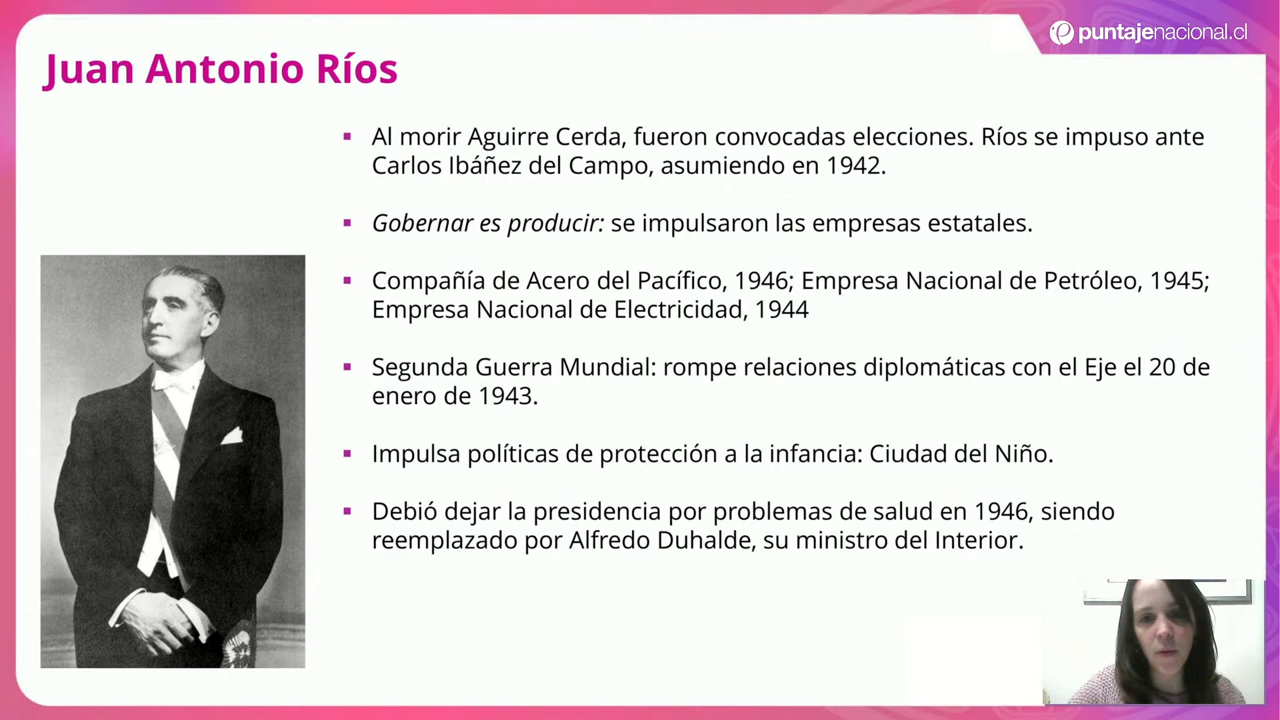 puntajenacional.cl
Juan Antonio Ríos
▪ Al morir Aguirre Cerda, fueron convocadas elecciones. Ríos se impuso ante
Carlos Ibáñez del Campo, asumiendo en 1942.
▪ Gobernar es producir: se impulsaron las empresas estatales.
▪ Compañía de Acero del Pacífico, 1946; Empresa Nacional de Petróleo, 1945;
Empresa Nacional de Electricidad, 1944
▪ Segunda Guerra Mundial: rompe relaciones diplomáticas con el Eje el 20 de
enero de 1943.
▪ Impulsa políticas de protección a la infancia: Ciudad del Niño.
▪ Debió dejar la presidencia por problemas de salud en 1946, siendo
reemplazado por Alfredo Duhalde, su ministro del Interior.